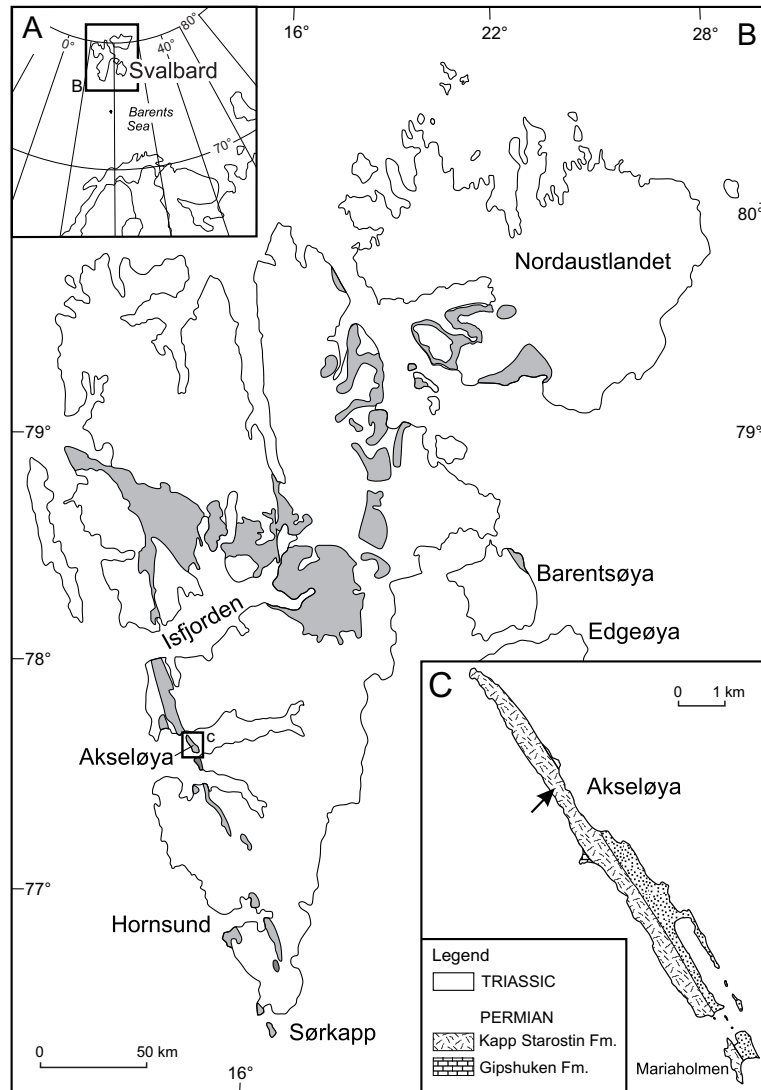 A
0°
40°
80°
Svalbard
B
Barents
Sea
70°
16°
22°
28°
B
80°
Nordaustlandet
79°
79°
Barentsøya
Edgeøya
Isfjorden
78°
c
Akseløya
77°
Hornsund
Sørkapp
0
50 km
16°
C
0
1 km
Akseløya
Mariaholmen
Legend
TRIASSIC
PERMIAN
Kapp Starostin Fm.
Gipshuken Fm.